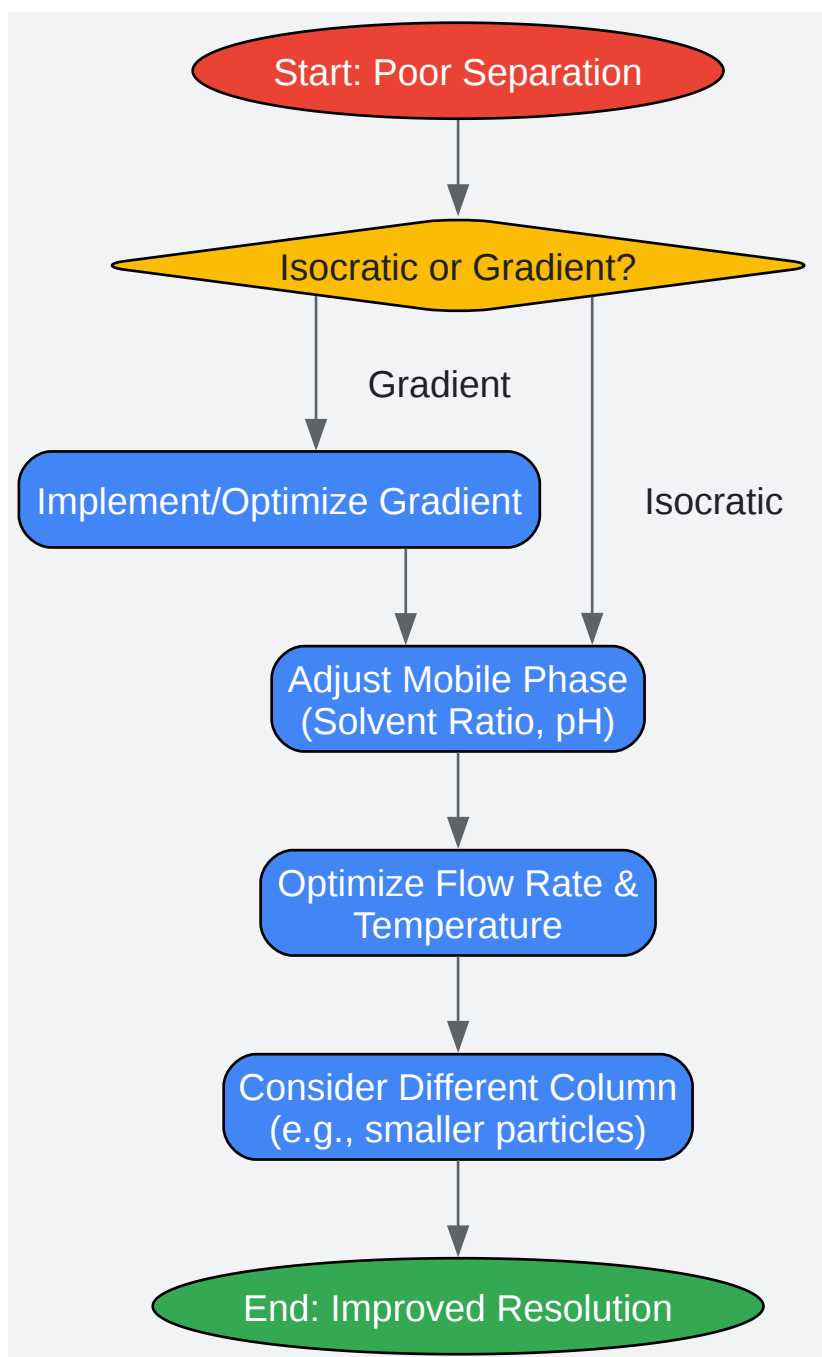 Start: Poor Separation
Isocratic or Gradient?
Gradient
Implement/Optimize Gradient
Isocratic
Adjust Mobile Phase
(Solvent Ratio, pH)
Optimize Flow Rate &
Temperature
Consider Different Column
(e.g., smaller particles)
End: Improved Resolution